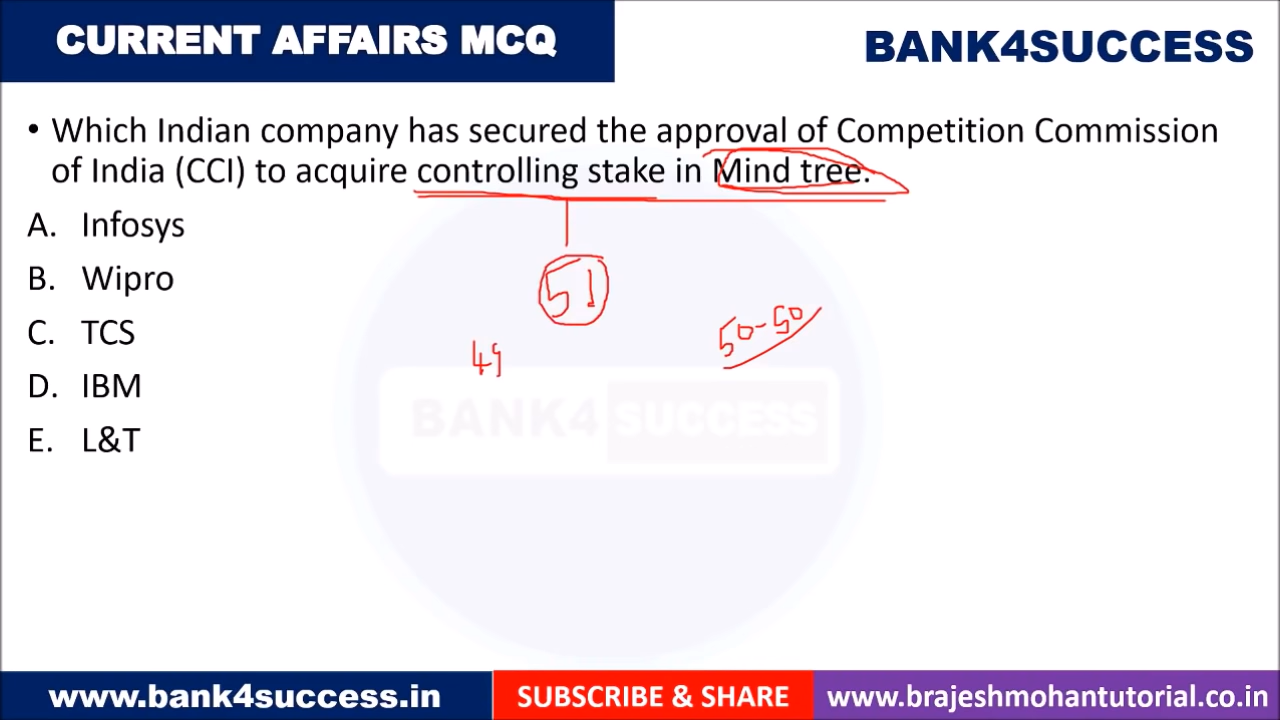 CURRENT AFFAIRS MCQ
BANK4SUCCESS
• Which Indian company has secured the approval of Competition Commission
of India (CCI) to acquire controlling stake in Mind tree.
A. Infosys
B. Wipro
C. TCS
D. IBM
E. L&T
51
50-50
49
BANK4 SUCCESS
www.bank4success.in
SUBSCRIBE & SHARE
www.brajeshmohantutorial.co.in